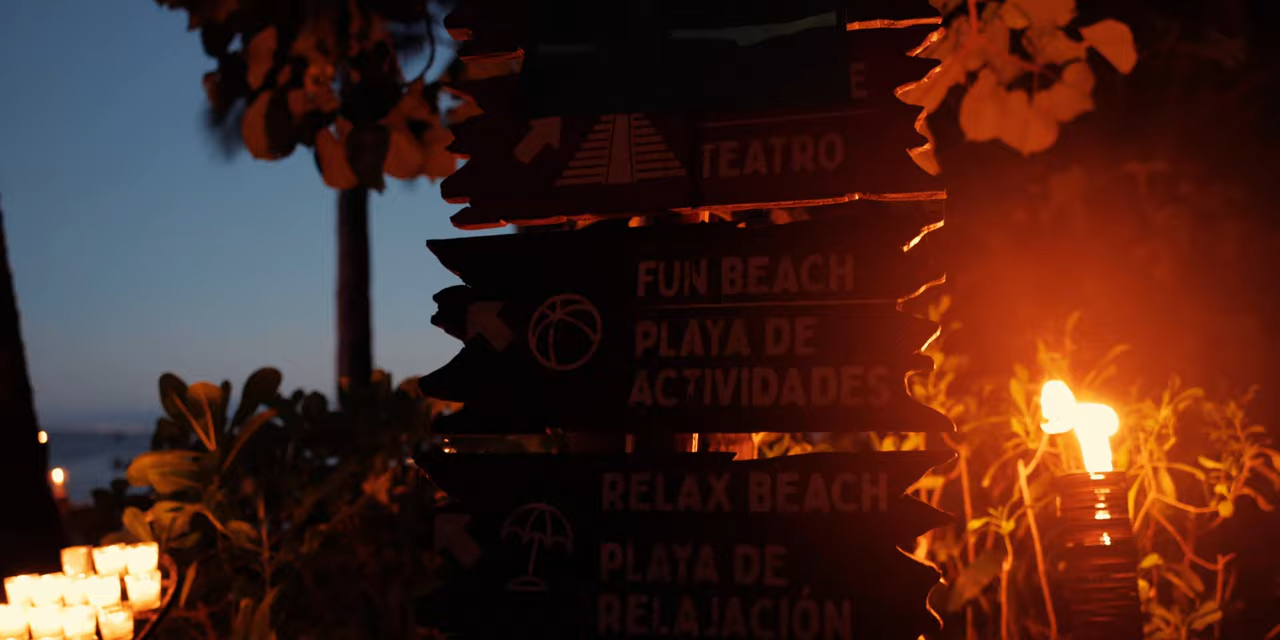 TEATRO
FUN BEACH
PLAYA DE
ACTIVIDADES
RELAX BEACH
PLAYA DE
RELAJACIÓN